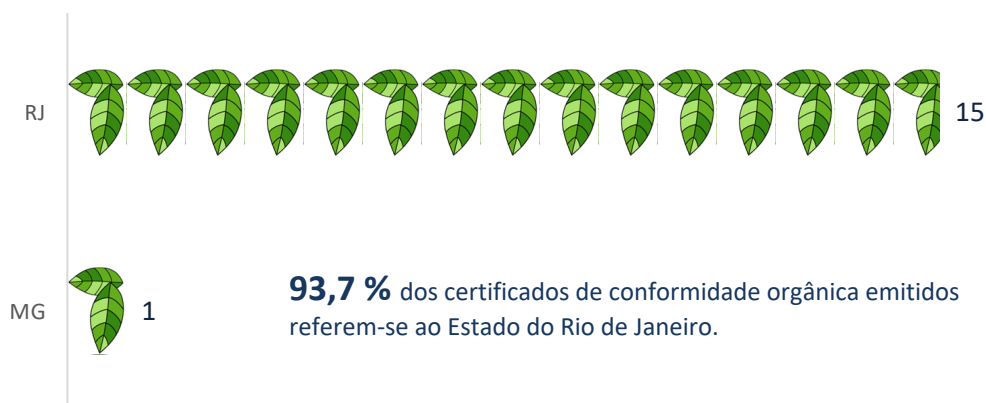 RJ
15
MG
1
93,7 % dos certificados de conformidade orgânica emitidos
referem-se ao Estado do Rio de Janeiro.